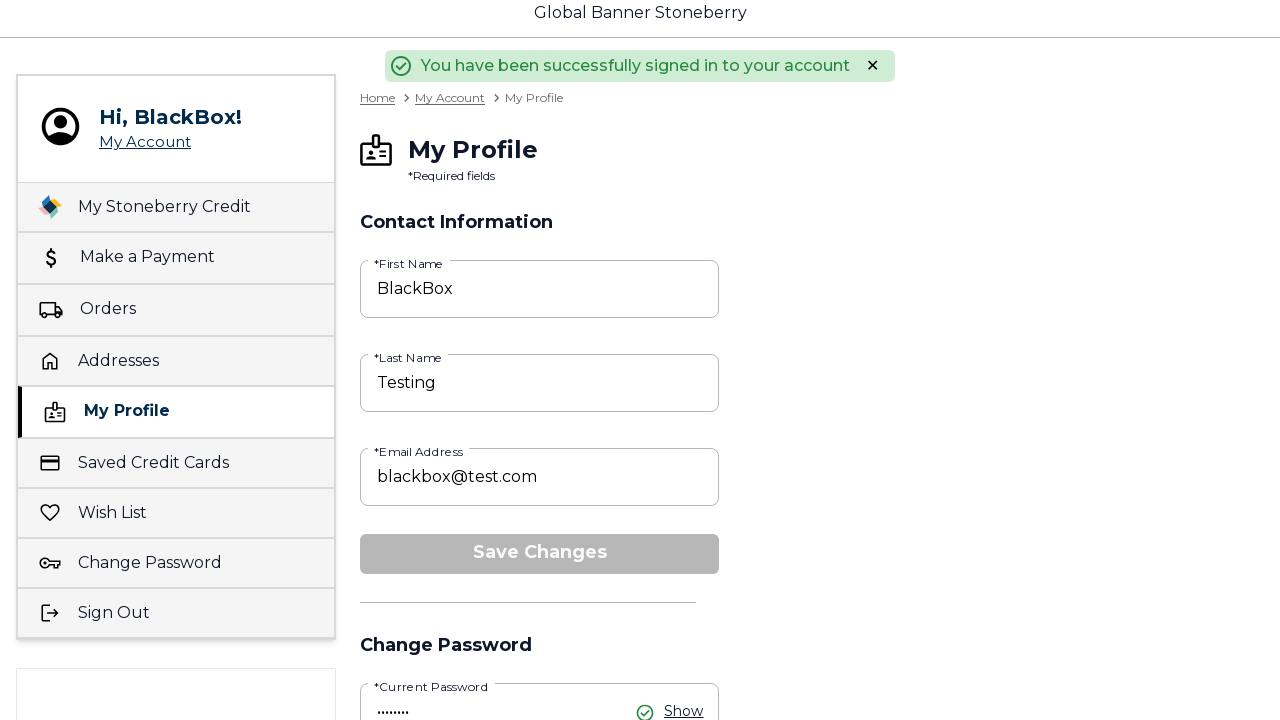 Global Banner Stoneberry
You have been successfully signed in to your account ✕
Hi, BlackBox!
My Account
My Stoneberry Credit
Make a Payment
Orders
Addresses
My Profile
Saved Credit Cards
Wish List
Change Password
Sign Out
Home > My Account > My Profile
My Profile
*Required fields
Contact Information
*First Name
BlackBox
*Last Name
Testing
*Email Address
blackbox@test.com
Save Changes
Change Password
*Current Password
•••••••• Show